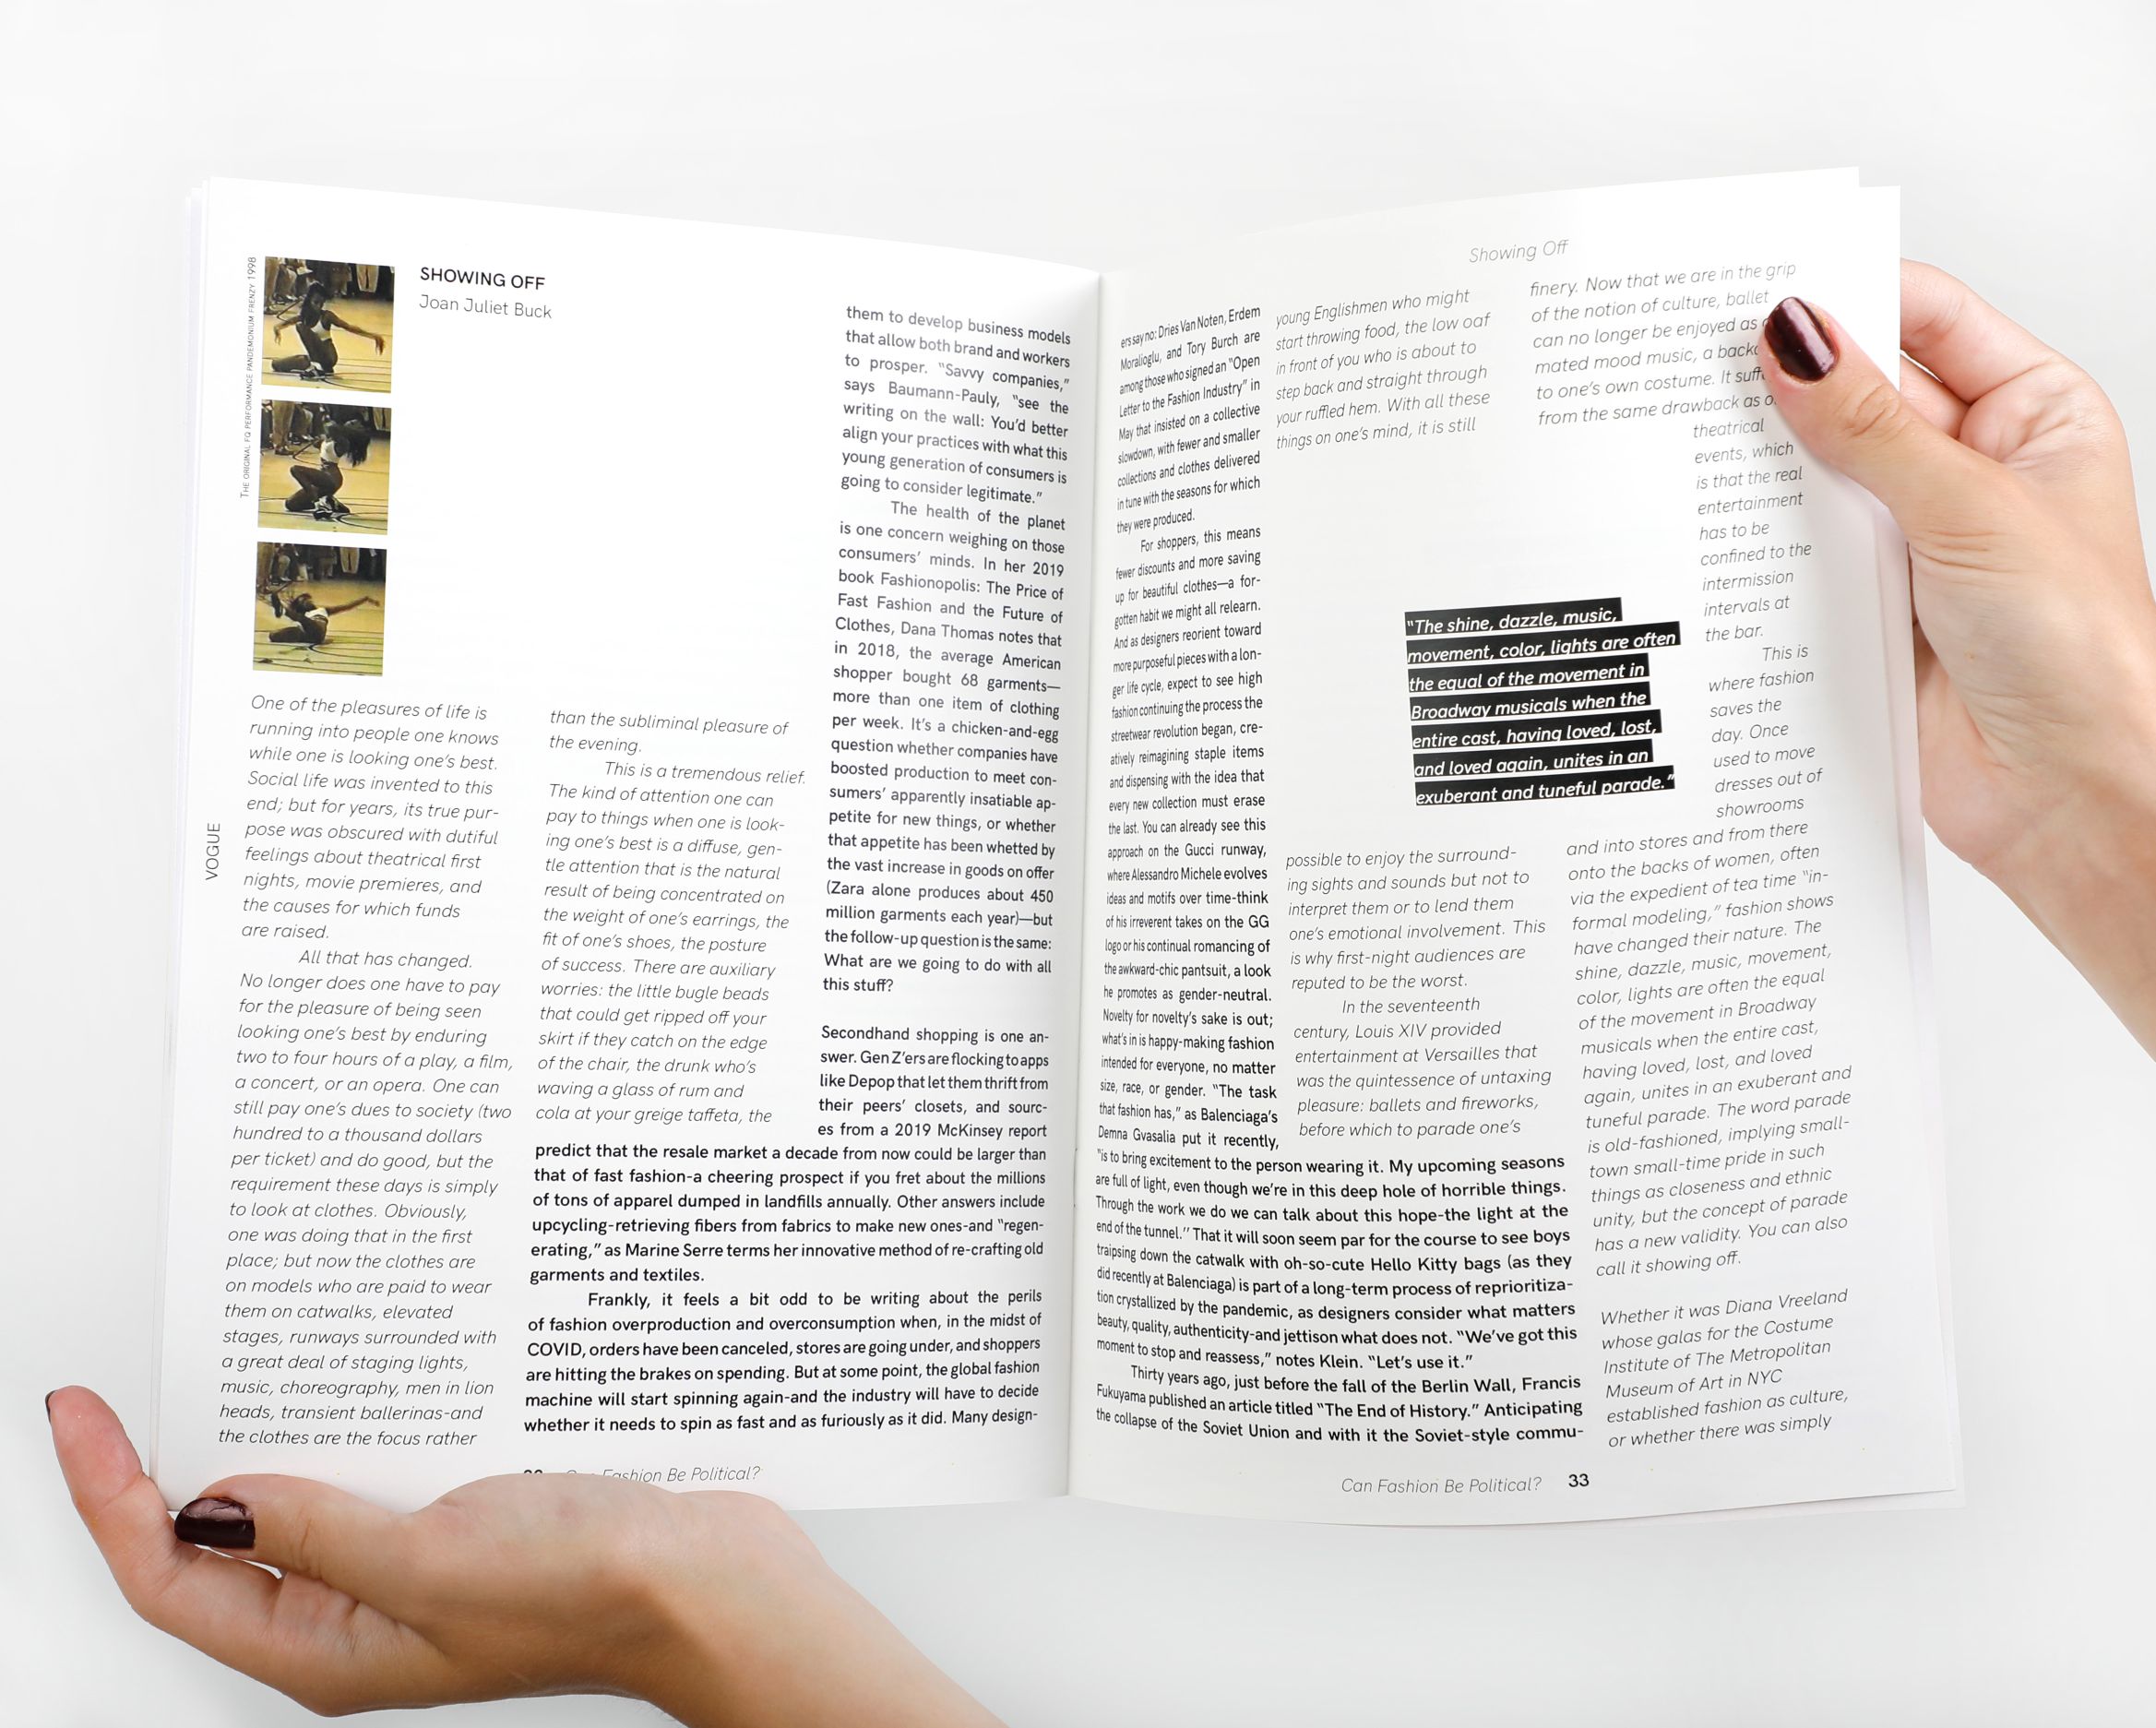 THE ORIGINAL FQ PERFORMANCE PANDEMONIUM FRENZY 1998
SHOWING OFF
Joan Juliet Buck
VOGUE
One of the pleasures of life is
running into people one knows
while one is looking one's best.
Social life was invented to this
end; but for years, its true pur-
pose was obscured with dutiful
feelings about theatrical first
nights, movie premieres, and
the causes for which funds
are raised.
All that has changed.
No longer does one have to pay
for the pleasure of being seen
looking one's best by enduring
two to four hours of a play, a film,
a concert, or an opera. One can
still pay one's dues to society (two
hundred to a thousand dollars
per ticket) and do good, but the
requirement these days is simply
to look at clothes. Obviously,
one was doing that in the first
place; but now the clothes are
on models who are paid to wear
them on catwalks, elevated
stages, runways surrounded with
a great deal of staging lights,
music, choreography, men in lion
heads, transient ballerinas-and
the clothes are the focus rather
than the subliminal pleasure of
the evening.
This is a tremendous relief.
The kind of attention one can
pay to things when one is look-
ing one's best is a diffuse, gen-
tle attention that is the natural
result of being concentrated on
the weight of one's earrings, the
fit of one's shoes, the posture
of success. There are auxiliary
worries: the little bugle beads
that could get ripped off your
skirt if they catch on the edge
of the chair, the drunk who's
waving a glass of rum and
cola at your greige taffeta, the
them to develop business models
that allow both brand and workers
to prosper. "Savvy companies,"
says Baumann-Pauly, "see the
writing on the wall: You'd better
align your practices with what this
young generation of consumers is
going to consider legitimate."
The health of the planet
is one concern weighing on those
consumers' minds. In her 2019
book Fashionopolis: The Price of
Fast Fashion and the Future of
Clothes, Dana Thomas notes that
in 2018, the average American
shopper bought 68 garments—
more than one item of clothing
per week. It's a chicken-and-egg
question whether companies have
boosted production to meet con-
sumers' apparently insatiable ap-
petite for new things, or whether
that appetite has been whetted by
the vast increase in goods on offer
(Zara alone produces about 450
million garments each year)—but
the follow-up question is the same:
What are we going to do with all
this stuff?
Secondhand shopping is one an-
swer. Gen Z'ers are flocking to apps
like Depop that let them thrift from
their peers' closets, and sourc-
es from a 2019 McKinsey report
predict that the resale market a decade from now could be larger than
that of fast fashion-a cheering prospect if you fret about the millions
of tons of apparel dumped in landfills annually. Other answers include
upcycling-retrieving fibers from fabrics to make new ones-and "regen-
erating," as Marine Serre terms her innovative method of re-crafting old
garments and textiles.
Frankly, it feels a bit odd to be writing about the perils
of fashion overproduction and overconsumption when, in the midst of
COVID, orders have been canceled, stores are going under, and shoppers
are hitting the brakes on spending. But at some point, the global fashion
machine will start spinning again-and the industry will have to decide
whether it needs to spin as fast and as furiously as it did. Many design-
Fashion Be Political?
Showing Off
ers say no: Dries Van Noten, Erdem
Moralioglu, and Tory Burch are
among those who signed an "Open
Letter to the Fashion Industry" in
May that insisted on a collective
slowdown, with fewer and smaller
collections and clothes delivered
in tune with the seasons for which
they were produced.
For shoppers, this means
fewer discounts and more saving
up for beautiful clothes—a for-
gotten habit we might all relearn.
And as designers reorient toward
more purposeful pieces with a lon-
ger life cycle, expect to see high
fashion continuing the process the
streetwear revolution began, cre-
atively reimagining staple items
and dispensing with the idea that
every new collection must erase
the last. You can already see this
approach on the Gucci runway,
where Alessandro Michele evolves
ideas and motifs over time-think
of his irreverent takes on the GG
logo or his continual romancing of
the awkward-chic pantsuit, a look
he promotes as gender-neutral.
Novelty for novelty's sake is out;
what's in is happy-making fashion
intended for everyone, no matter
size, race, or gender. "The task
that fashion has," as Balenciaga's
Demna Gvasalia put it recently,
"is to bring excitement to the person wearing it. My upcoming seasons
are full of light, even though we're in this deep hole of horrible things.
Through the work we do we can talk about this hope-the light at the
end of the tunnel." That it will soon seem par for the course to see boys
traipsing down the catwalk with oh-so-cute Hello Kitty bags (as they
did recently at Balenciaga) is part of a long-term process of reprioritiza-
tion crystallized by the pandemic, as designers consider what matters
beauty, quality, authenticity-and jettison what does not. "We've got this
moment to stop and reassess," notes Klein. "Let's use it."
Thirty years ago, just before the fall of the Berlin Wall, Francis
Fukuyama published an article titled "The End of History." Anticipating
the collapse of the Soviet Union and with it the Soviet-style commu-
young Englishmen who might
start throwing food, the low oaf
in front of you who is about to
step back and straight through
your ruffled hem. With all these
things on one's mind, it is still
possible to enjoy the surround-
ing sights and sounds but not to
interpret them or to lend them
one's emotional involvement. This
is why first-night audiences are
reputed to be the worst.
In the seventeenth
century, Louis XIV provided
entertainment at Versailles that
was the quintessence of untaxing
pleasure: ballets and fireworks,
before which to parade one's
"The shine, dazzle, music,
movement, color, lights are often
the equal of the movement in
Broadway musicals when the
entire cast, having loved, lost,
and loved again, unites in an
exuberant and tuneful parade."
finery. Now that we are in the grip
of the notion of culture, ballet
can no longer be enjoyed as
mated mood music, a
to one's own costume. It
from the same drawback as
theatrical
events, which
is that the real
entertainment
has to be
confined to the
intermission
intervals at
the bar.
This is
where fashion
saves the
day. Once
used to move
dresses out of
showrooms
and into stores and from there
onto the backs of women, often
via the expedient of tea time "in-
formal modeling," fashion shows
have changed their nature. The
shine, dazzle, music, movement,
color, lights are often the equal
of the movement in Broadway
musicals when the entire cast,
having loved, lost, and loved
again, unites in an exuberant and
tuneful parade. The word parade
is old-fashioned, implying small-
town small-time pride in such
things as closeness and ethnic
unity, but the concept of parade
has a new validity. You can also
call it showing off.
Whether it was Diana Vreeland
whose galas for the Costume
Institute of The Metropolitan
Museum of Art in NYC
established fashion as culture,
or whether there was simply
Can Fashion Be Political? 33